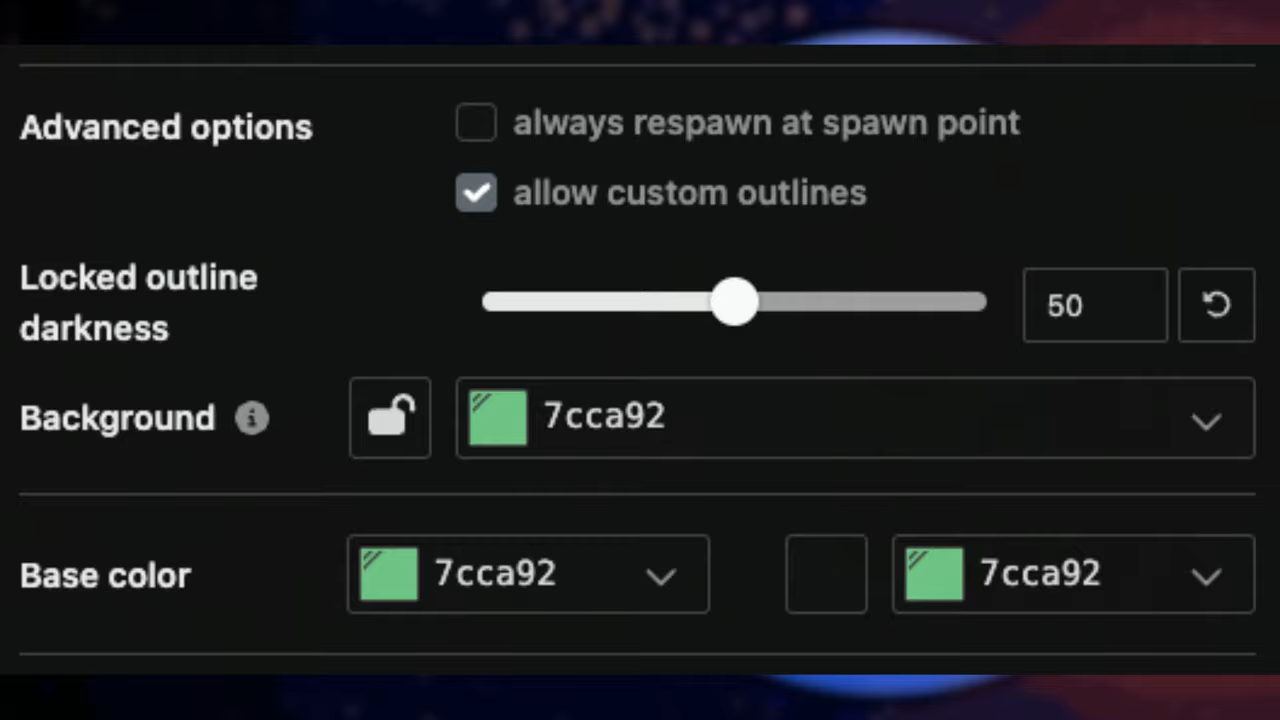 Advanced options
always respawn at spawn point
allow custom outlines
Locked outline
darkness
50
Background
7cca92
Base color
7cca92
7cca92